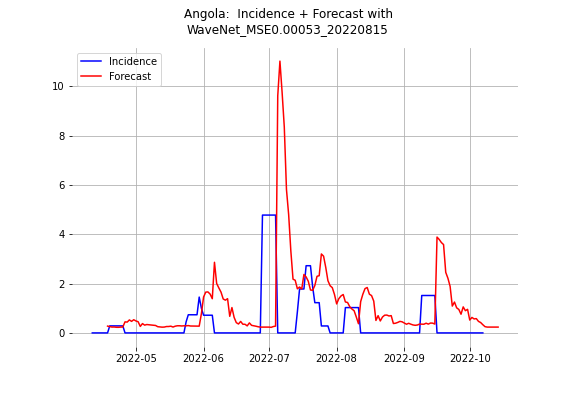 Angola:  Incidence + Forecast with
WaveNet_MSE0.00053_20220815
Incidence
Forecast
10
8
6
4
2
0
2022-05 2022-06 2022-07 2022-08 2022-09 2022-10